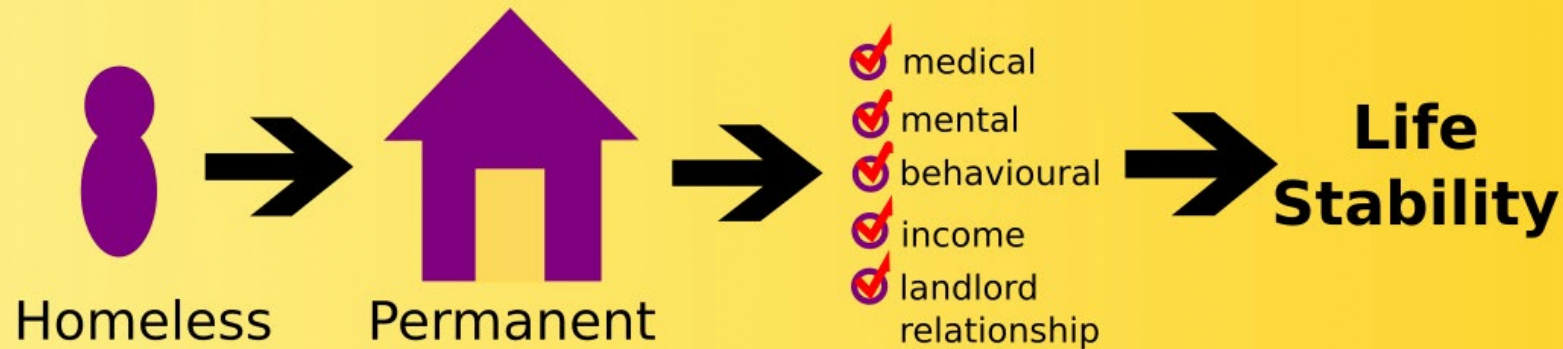 Homeless
Permanent
medical
mental
behavioural
income
landlord
relationship
Life
Stability